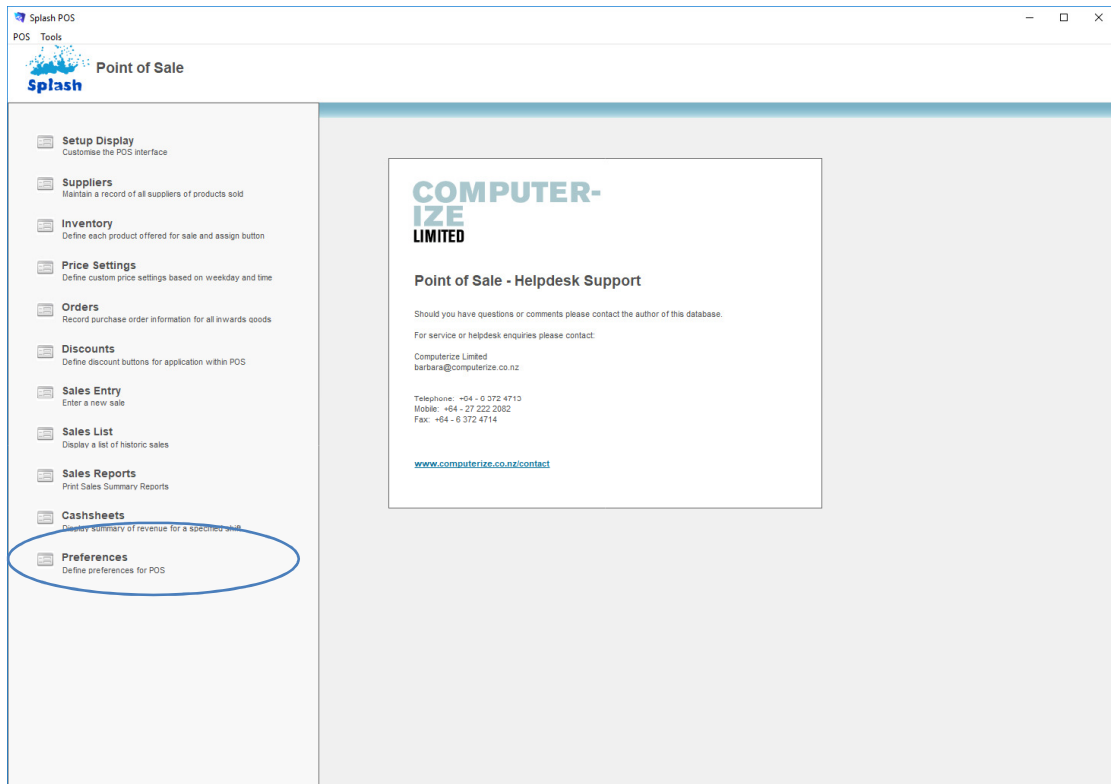 Splash POS
POS Tools
Splash
Point of Sale
Setup Display
Customise the POS interface
Suppliers
Maintain a record of all suppliers of products sold
Inventory
Define each product offered for sale and assign button
Price Settings
Define custom price settings based on weekday and time
Orders
Record purchase order information for all inwards goods
Discounts
Define discount buttons for application within POS
Sales Entry
Enter a new sale
Sales List
Display a list of historic sales
Sales Reports
Print Sales Summary Reports
Cashsheets
Display summary of revenue for a specified shift
Preferences
Define preferences for POS
COMPUTER-
IZE
LIMITED
Point of Sale - Helpdesk Support
Should you have questions or comments please contact the author of this database.
For service or helpdesk enquiries please contact:
Computerize Limited
barbara@computerize.co.nz
Telephone: +64 - 6 372 4713
Mobile: +64 - 27 222 2082
Fax: +64 - 6 372 4714
www.computerize.co.nz/contact